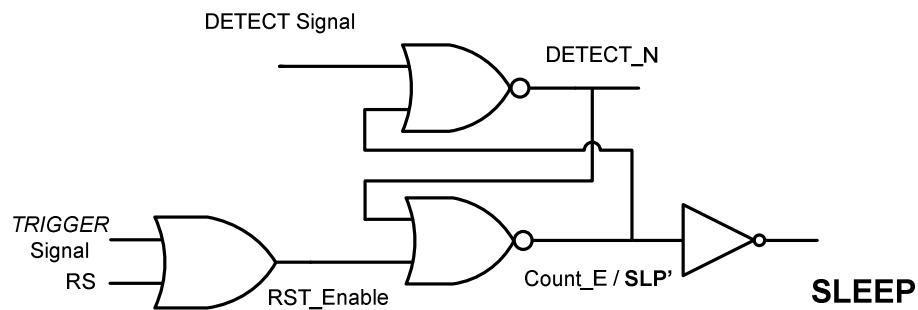 DETECT Signal
DETECT_N
TRIGGER
Signal
RS
RST_Enable
Count_E / SLP’
SLEEP